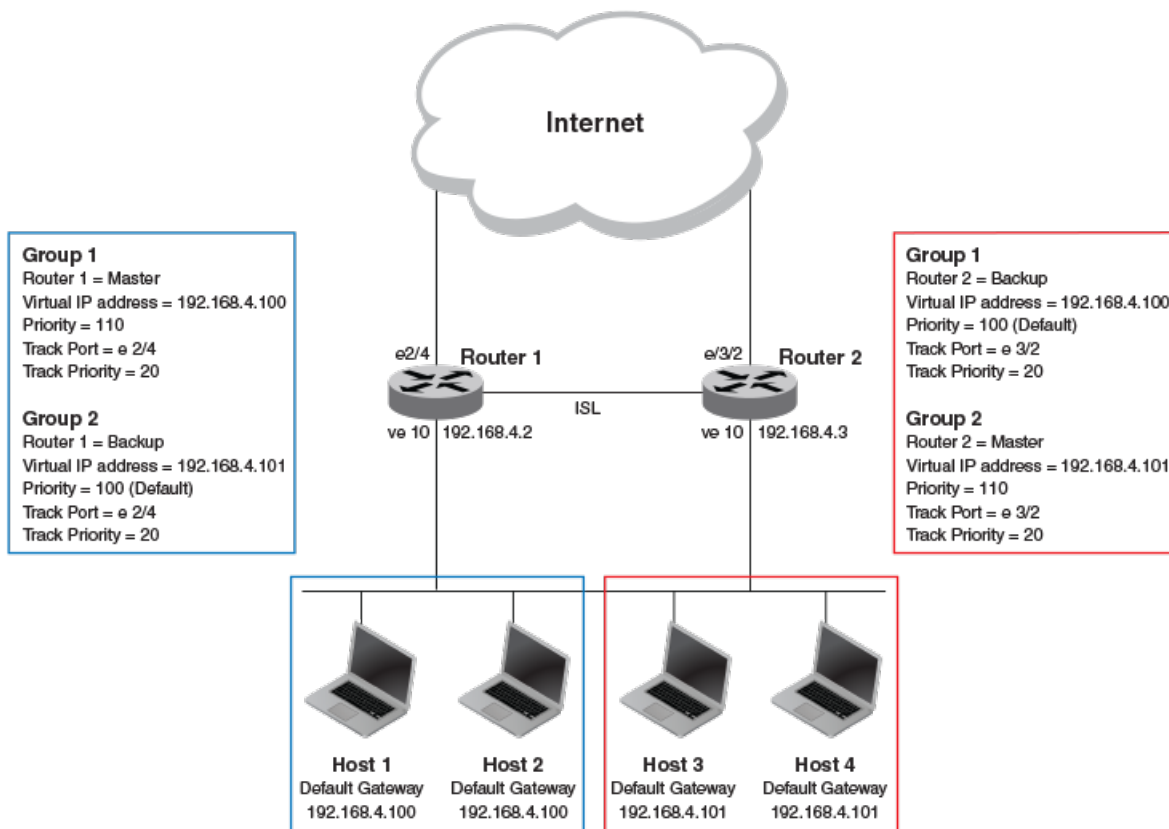 Internet
Group 1
Router 1 = Master
Virtual IP address = 192.168.4.100
Priority = 110
Track Port = e 2/4
Track Priority = 20
Group 2
Router 1 = Backup
Virtual IP address = 192.168.4.101
Priority = 100 (Default)
Track Port = e 2/4
Track Priority = 20
Group 1
Router 2 = Backup
Virtual IP address = 192.168.4.100
Priority = 100 (Default)
Track Port = e 3/2
Track Priority = 20
Group 2
Router 2 = Master
Virtual IP address = 192.168.4.101
Priority = 110
Track Port = e 3/2
Track Priority = 20
e2/4
Router 1
e/3/2
Router 2
ISL
ve 10
192.168.4.2
ve 10
192.168.4.3
Host 1
Default Gateway
192.168.4.100
Host 2
Default Gateway
192.168.4.100
Host 3
Default Gateway
192.168.4.101
Host 4
Default Gateway
192.168.4.101